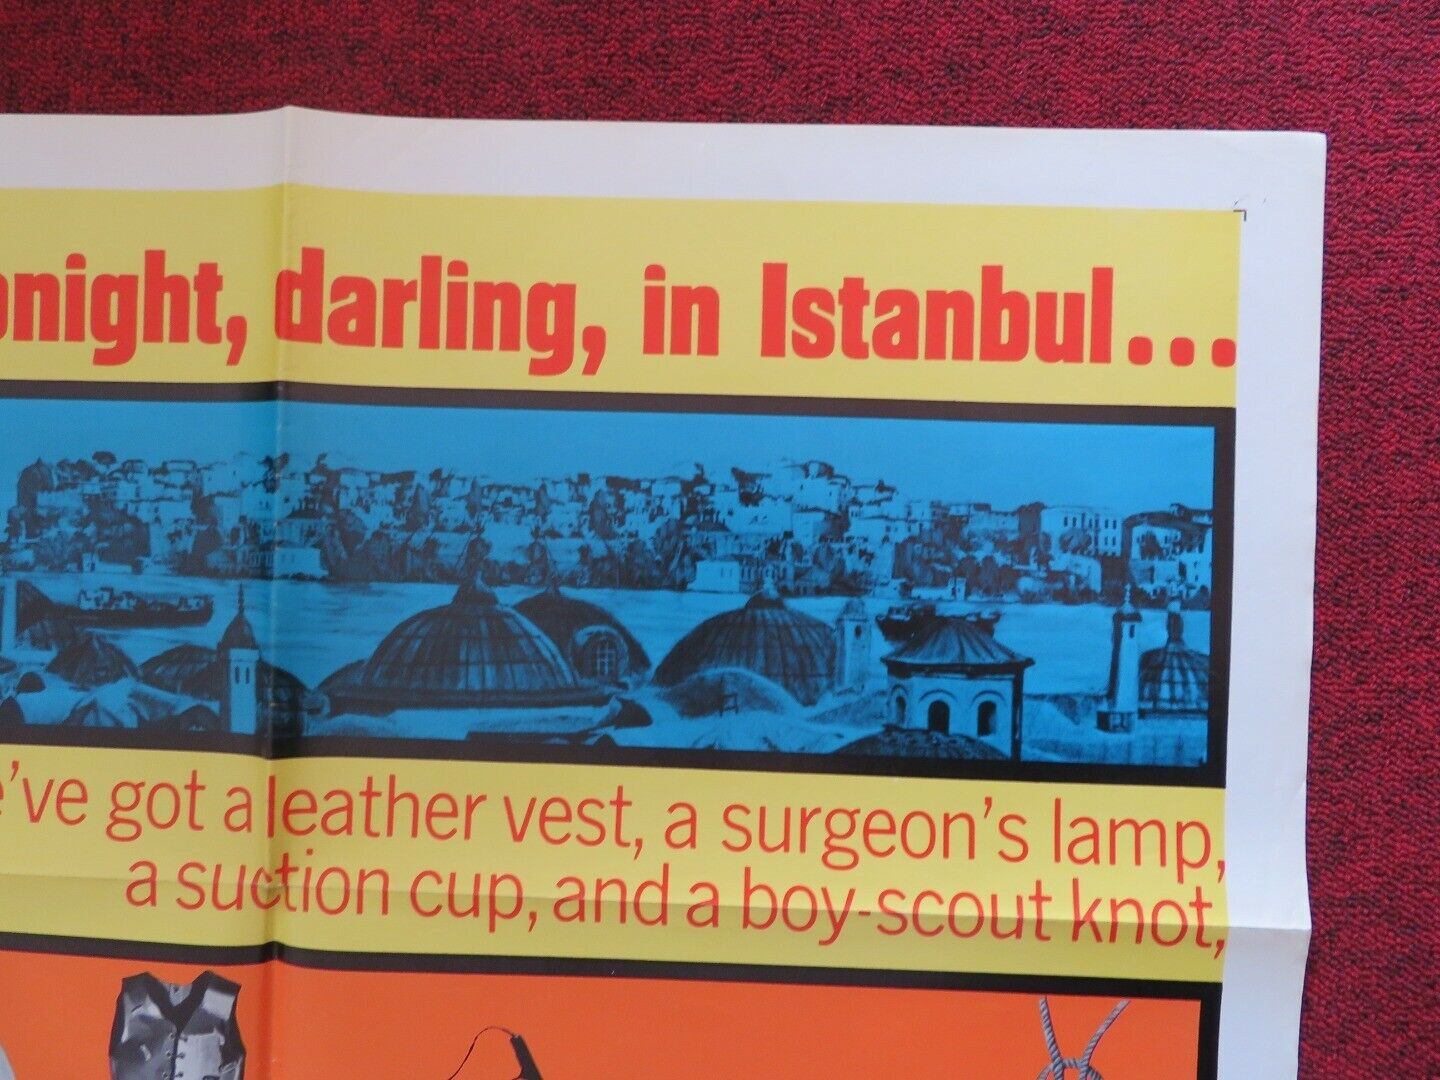 onight, darling, in Istanbul...
e've got a leather vest, a surgeon's lamp,
a suction cup, and a boy-scout knot,